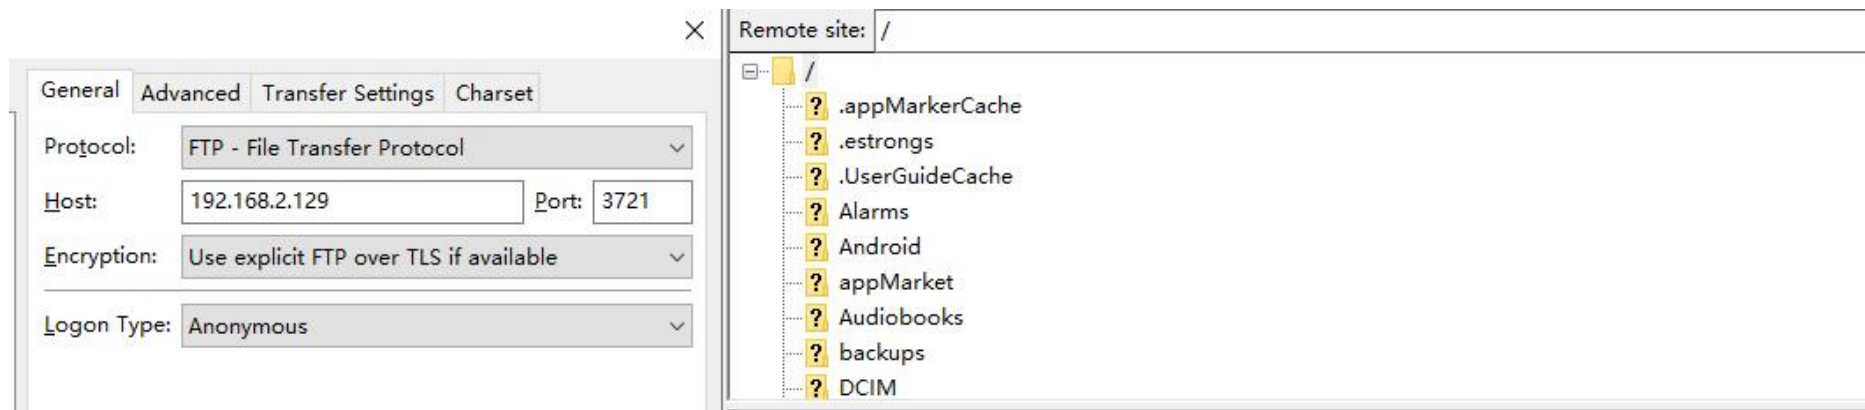 General Advanced Transfer Settings Charset
Protocol: FTP - File Transfer Protocol
Host: 192.168.2.129 Port: 3721
Encryption: Use explicit FTP over TLS if available
Logon Type: Anonymous
Remote site: /
/
.appMarkerCache
.estrongs
.UserGuideCache
Alarms
Android
appMarket
Audiobooks
backups
DCIM